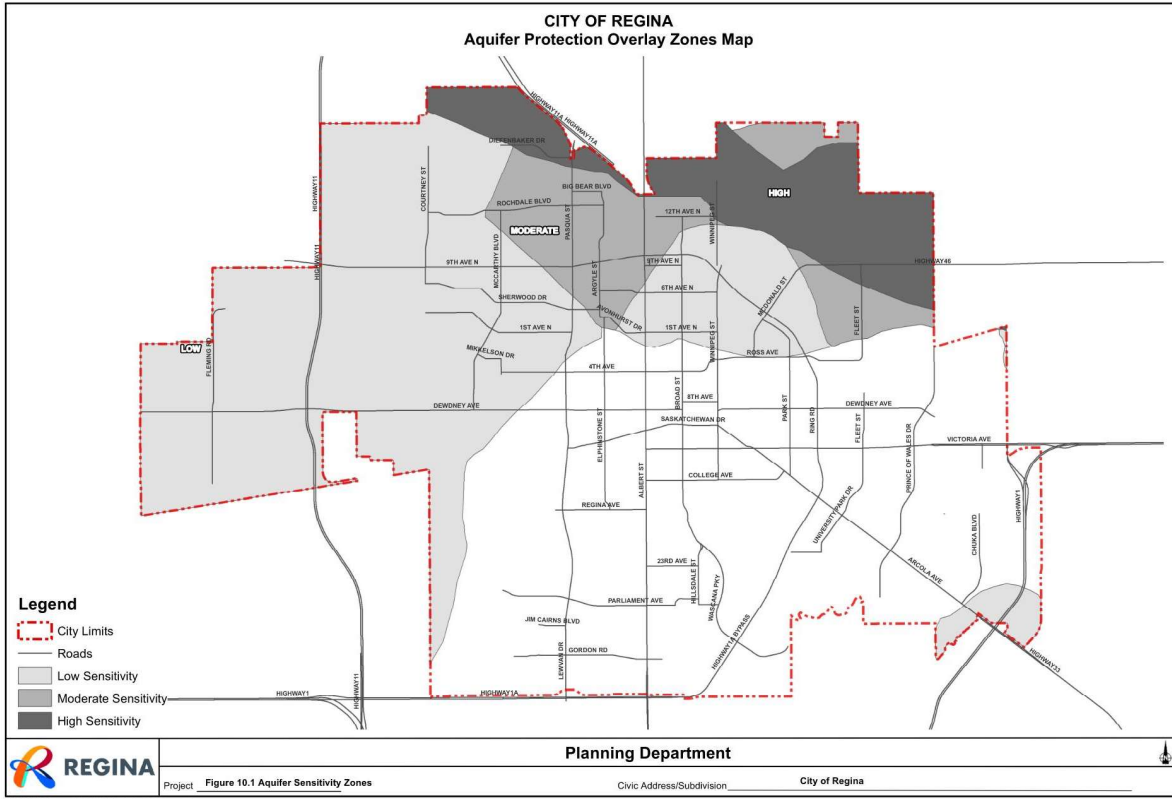 CITY OF REGINA
Aquifer Protection Overlay Zones Map
HIGHWAY11A HIGHWAY11A
DIEFENBAKER DR
COURTNEY ST
HIGHWAY11
BIG BEAR BLVD
HIGH
ROCHDALE BLVD
PASQUA ST
12TH AVE N
WINNIPEG ST
MODERATE
MCCARTHY BLVD
9TH AVE N
9TH AVE N
HIGHWAY46
HIGHWAY11
ARGYLE ST
6TH AVE N
MCDONALD ST
SHERWOOD DR
AVONHURST DR
FLEET ST
1ST AVE N
1ST AVE N
WINNIPEG ST
LOW
FLEMING RD
MIKKELSON DR
ROSS AVE
4TH AVE
BROAD ST
8TH AVE
PARK ST
DEWDNEY AVE
DEWDNEY AVE
SASKATCHEWAN DR
RING RD
FLEET ST
ELPHINSTONE ST
VICTORIA AVE
PRINCE OF WALES DR
ALBERT ST
COLLEGE AVE
REGINA AVE
UNIVERSITY PARK DR
HIGHWAY1
CHUKA BLVD
23RD AVE
HILLSDALE ST
WASCANA PKY
ARCOLA AVE
PARLIAMENT AVE
JIM CAIRNS BLVD
HIGHWAY1A BYPASS
GORDON RD
LEWVAN DR
HIGHWAY33
HIGHWAY1
HIGHWAY11
HIGHWAY1A
Legend
City Limits
Roads
Low Sensitivity
Moderate Sensitivity
High Sensitivity
REGINA
Planning Department
Project Figure 10.1 Aquifer Sensitivity Zones
Civic Address/Subdivision City of Regina